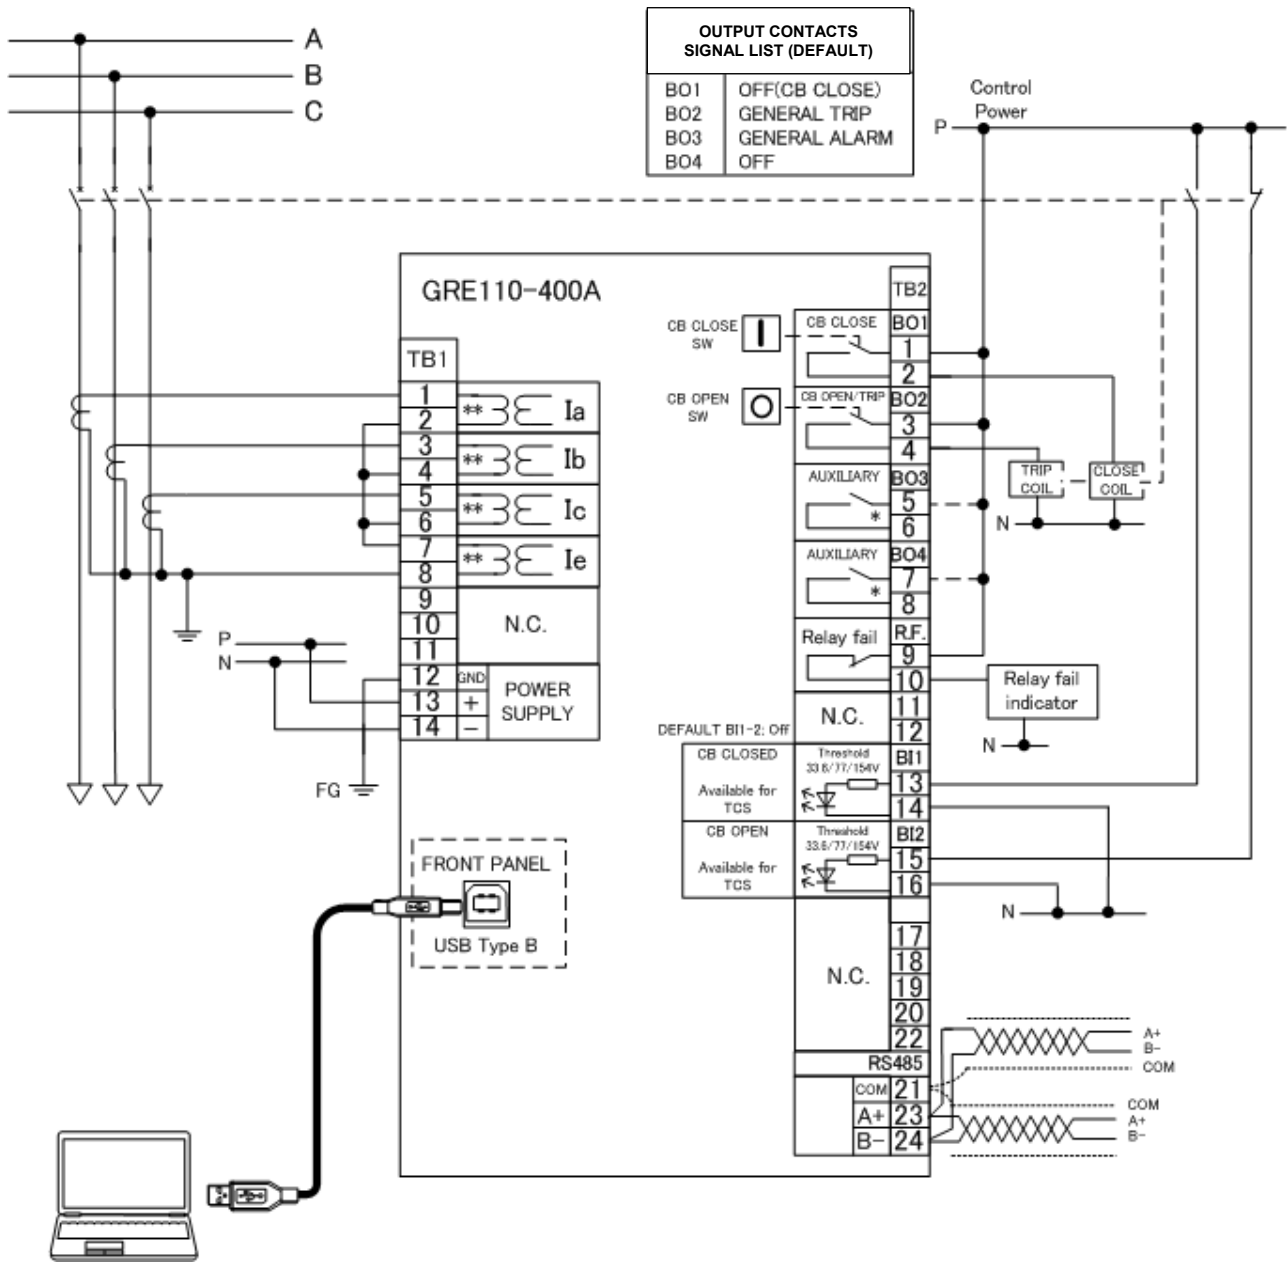 A
B
C
OUTPUT CONTACTS
SIGNAL LIST (DEFAULT)
BO1 OFF(CB CLOSE)
BO2 GENERAL TRIP
BO3 GENERAL ALARM
BO4 OFF
Control
Power
P
GRE110-400A
TB1
1
2
3
4
5
6
7
8
9
10
11
12
13
14
** Ia
** Ib
** Ic
** Ie
N.C.
GND
+
-
POWER
SUPPLY
P
N
FG
FRONT PANEL
USB Type B
CB CLOSE
SW
CB OPEN
SW
TB2
CB CLOSE BO1
1
2
CB OPEN/TRIP BO2
3
4
AUXILIARY BO3
5
*
6
AUXILIARY BO4
7
*
8
Relay fail R.F.
9
10
N.C.
11
12
DEFAULT BI1-2: Off
CB CLOSED
Available for
TCS
Threshold
33.6/77/154V
BI1
13
14
CB OPEN
Available for
TCS
Threshold
33.6/77/154V
BI2
15
16
N.C.
17
18
19
20
22
RS485
COM 21
A+ 23
B- 24
TRIP
COIL
CLOSE
COIL
N
Relay fail
indicator
N
N
A+
B-
COM
COM
A+
B-